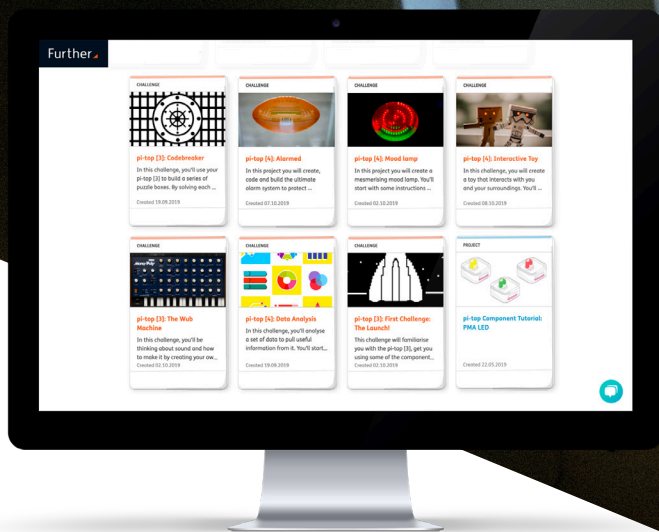 Further
CHALLENGE
pi-top [3]: Codebreaker
In this challenge, you'll use your
pi-top [3] to build a series of
puzzle boxes. By solving each ...
Created 19.09.2019
CHALLENGE
pi-top [4]: Alarmed
In this project you will create,
code and build the ultimate
alarm system to protect ...
Created 07.10.2019
CHALLENGE
pi-top [4]: Mood lamp
In this project you will create a
mesmerising mood lamp. You'll
start with some instructions ...
Created 02.10.2019
CHALLENGE
pi-top [4]: Interactive Toy
In this challenge, you will create
a toy that interacts with you
and your surroundings. You'll ...
Created 08.10.2019
CHALLENGE
pi-top [3]: The Wub
Machine
In this challenge, you'll be
thinking about sound and how
to make it by creating your ow...
Created 02.10.2019
CHALLENGE
pi-top [4]: Data Analysis
In this challenge, you'll analyse
a set of data to pull useful
information from it. You'll start...
Created 19.09.2019
CHALLENGE
pi-top [3]: First Challenge:
The Launch!
This challenge will familiarise
you with the pi-top [3], get you
using some of the component...
Created 02.10.2019
PROJECT
pi-top Component Tutorial:
PMA LED
Created 22.05.2019